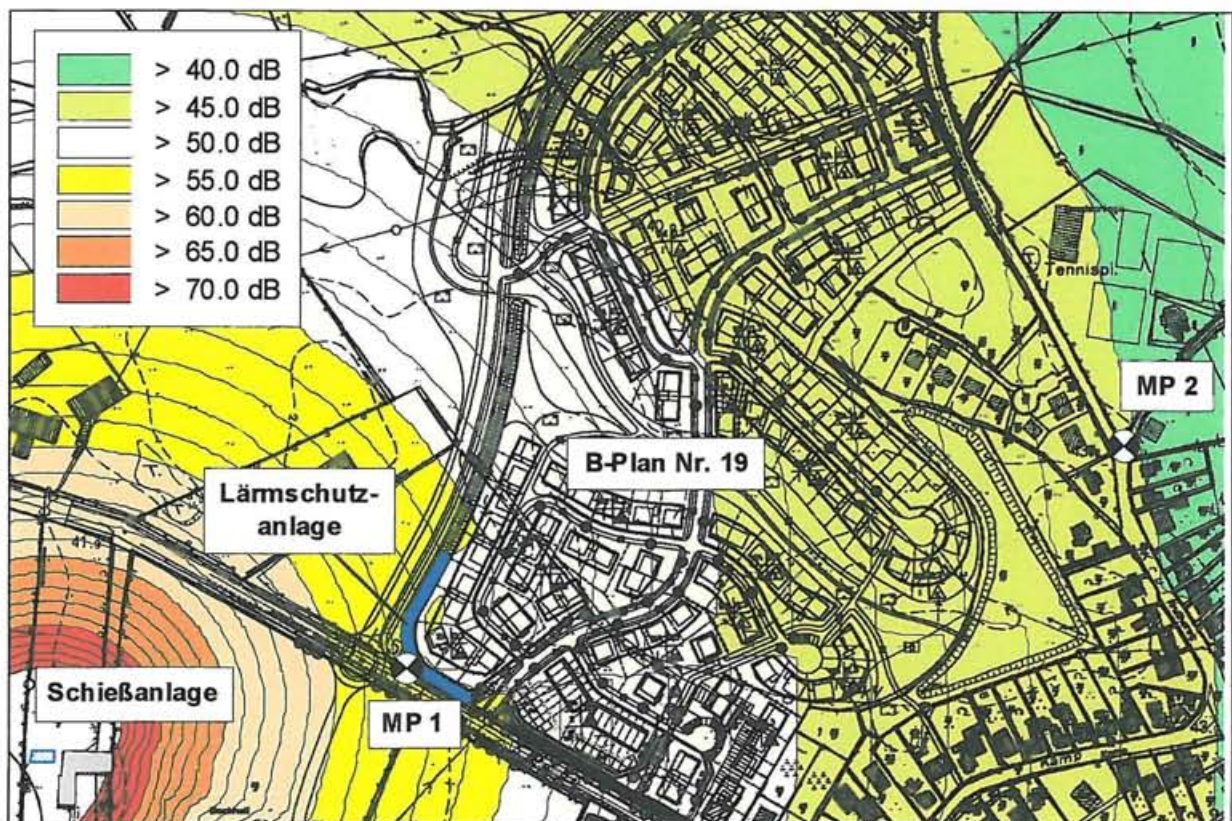 > 40.0 dB
> 45.0 dB
> 50.0 dB
> 55.0 dB
> 60.0 dB
> 65.0 dB
> 70.0 dB
Tennispl.
MP 2
B-Plan Nr. 19
Lärmschutz-
anlage
Schießanlage
MP 1
Kamp